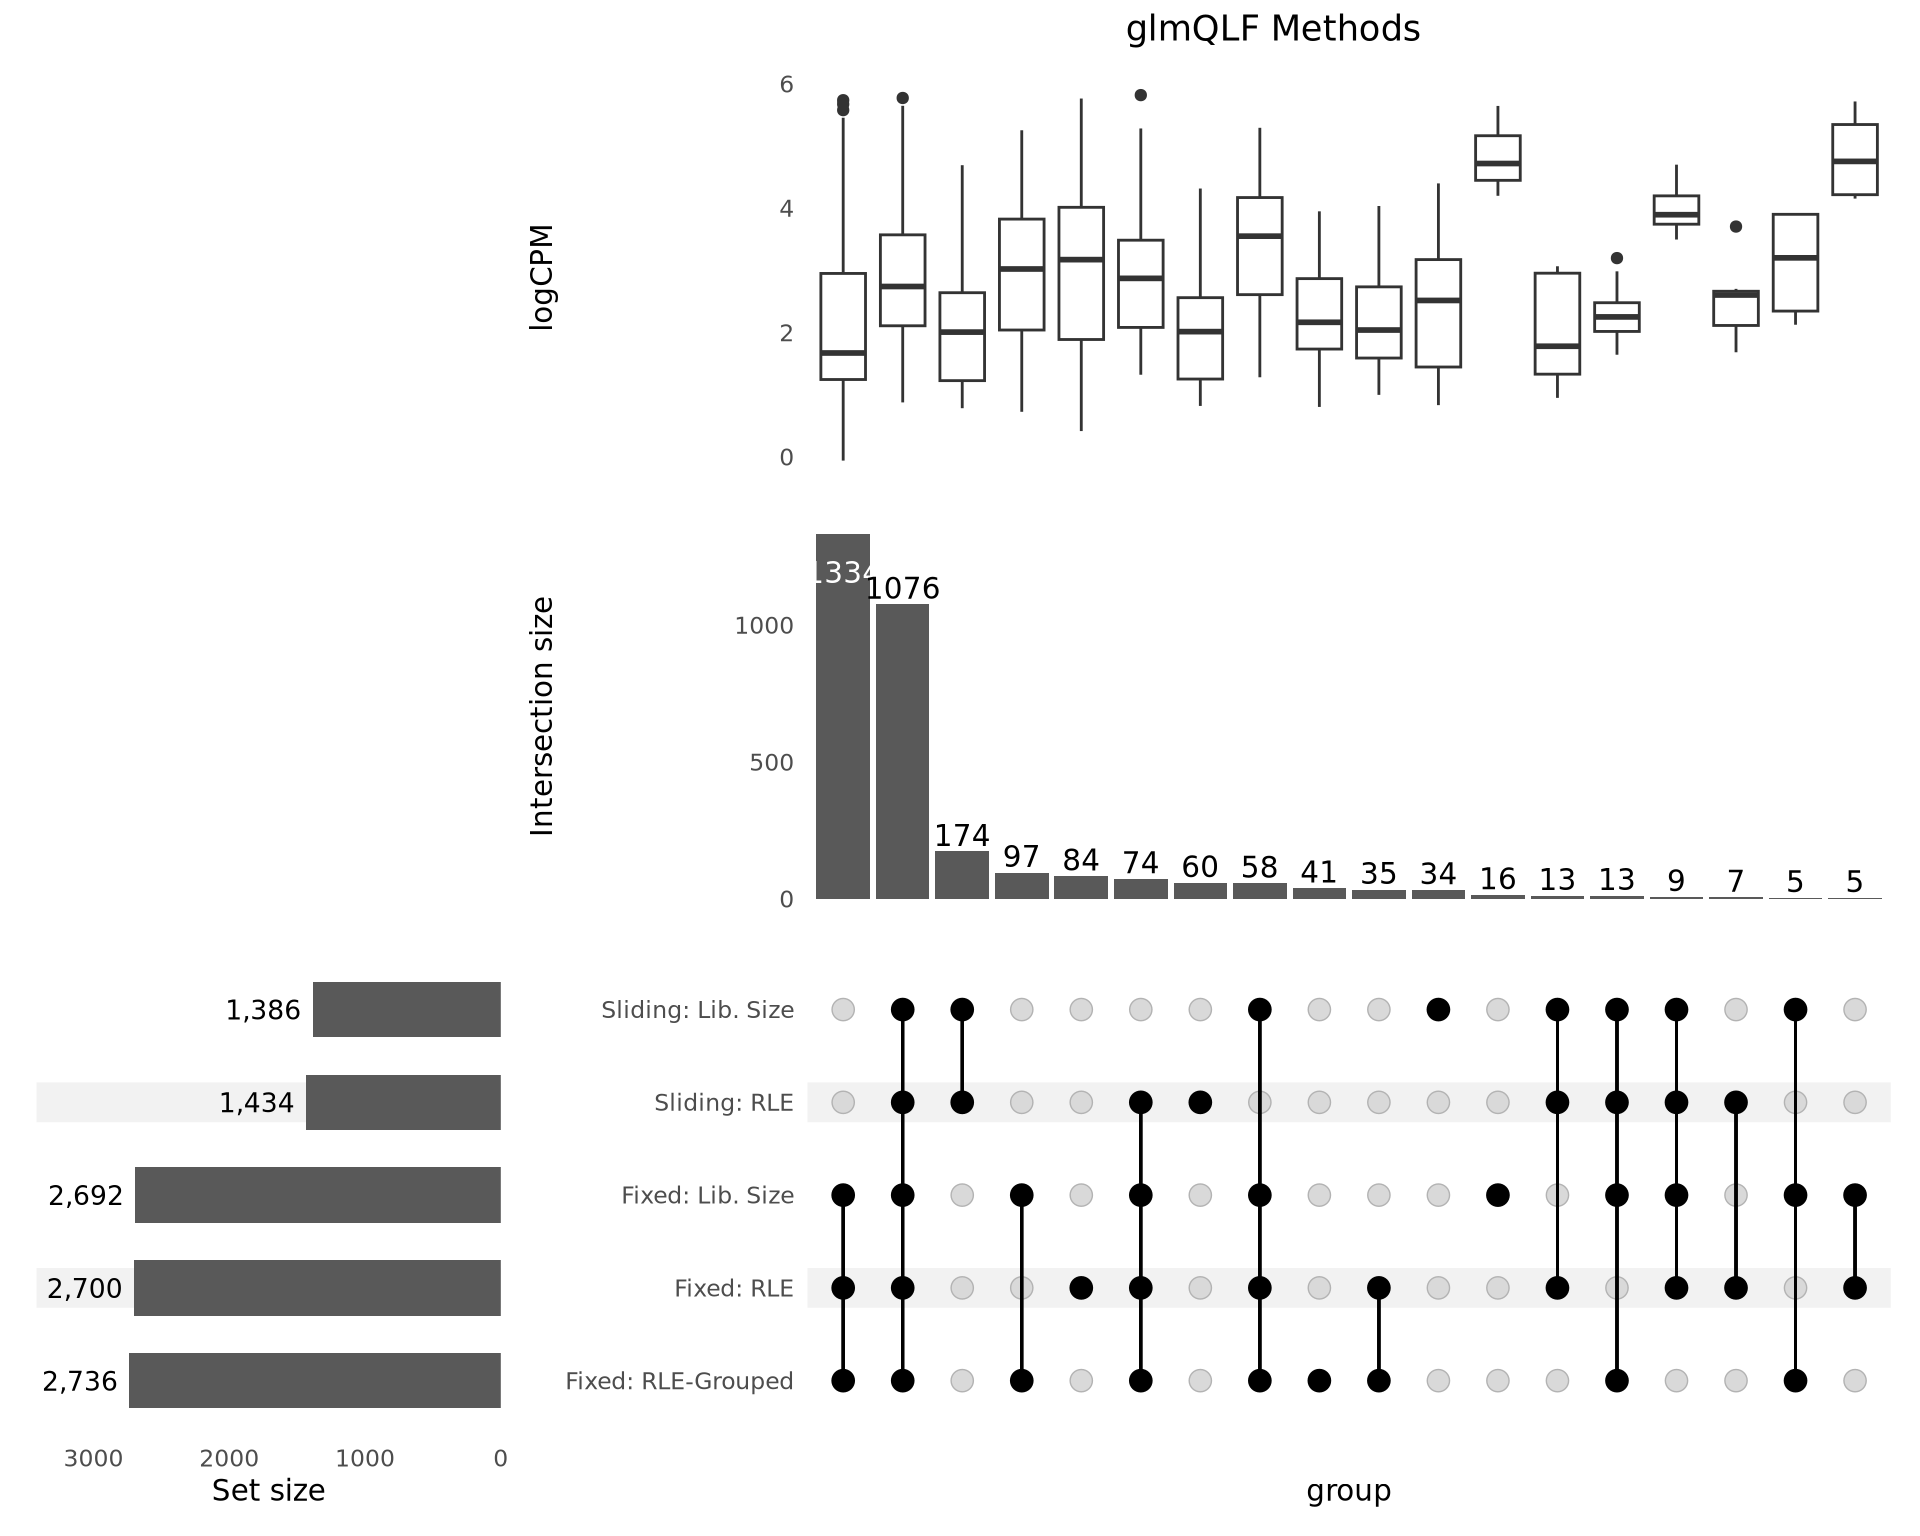 glmQLF Methods
logCPM
6
4
2
0
Intersection size
1000
500
0
1334
1076
174
97
84
74
60
58
41
35
34
16
13
13
9
7
5
5
1,386
1,434
2,692
2,700
2,736
3000 2000 1000 0
Set size
Sliding: Lib. Size
Sliding: RLE
Fixed: Lib. Size
Fixed: RLE
Fixed: RLE-Grouped
group